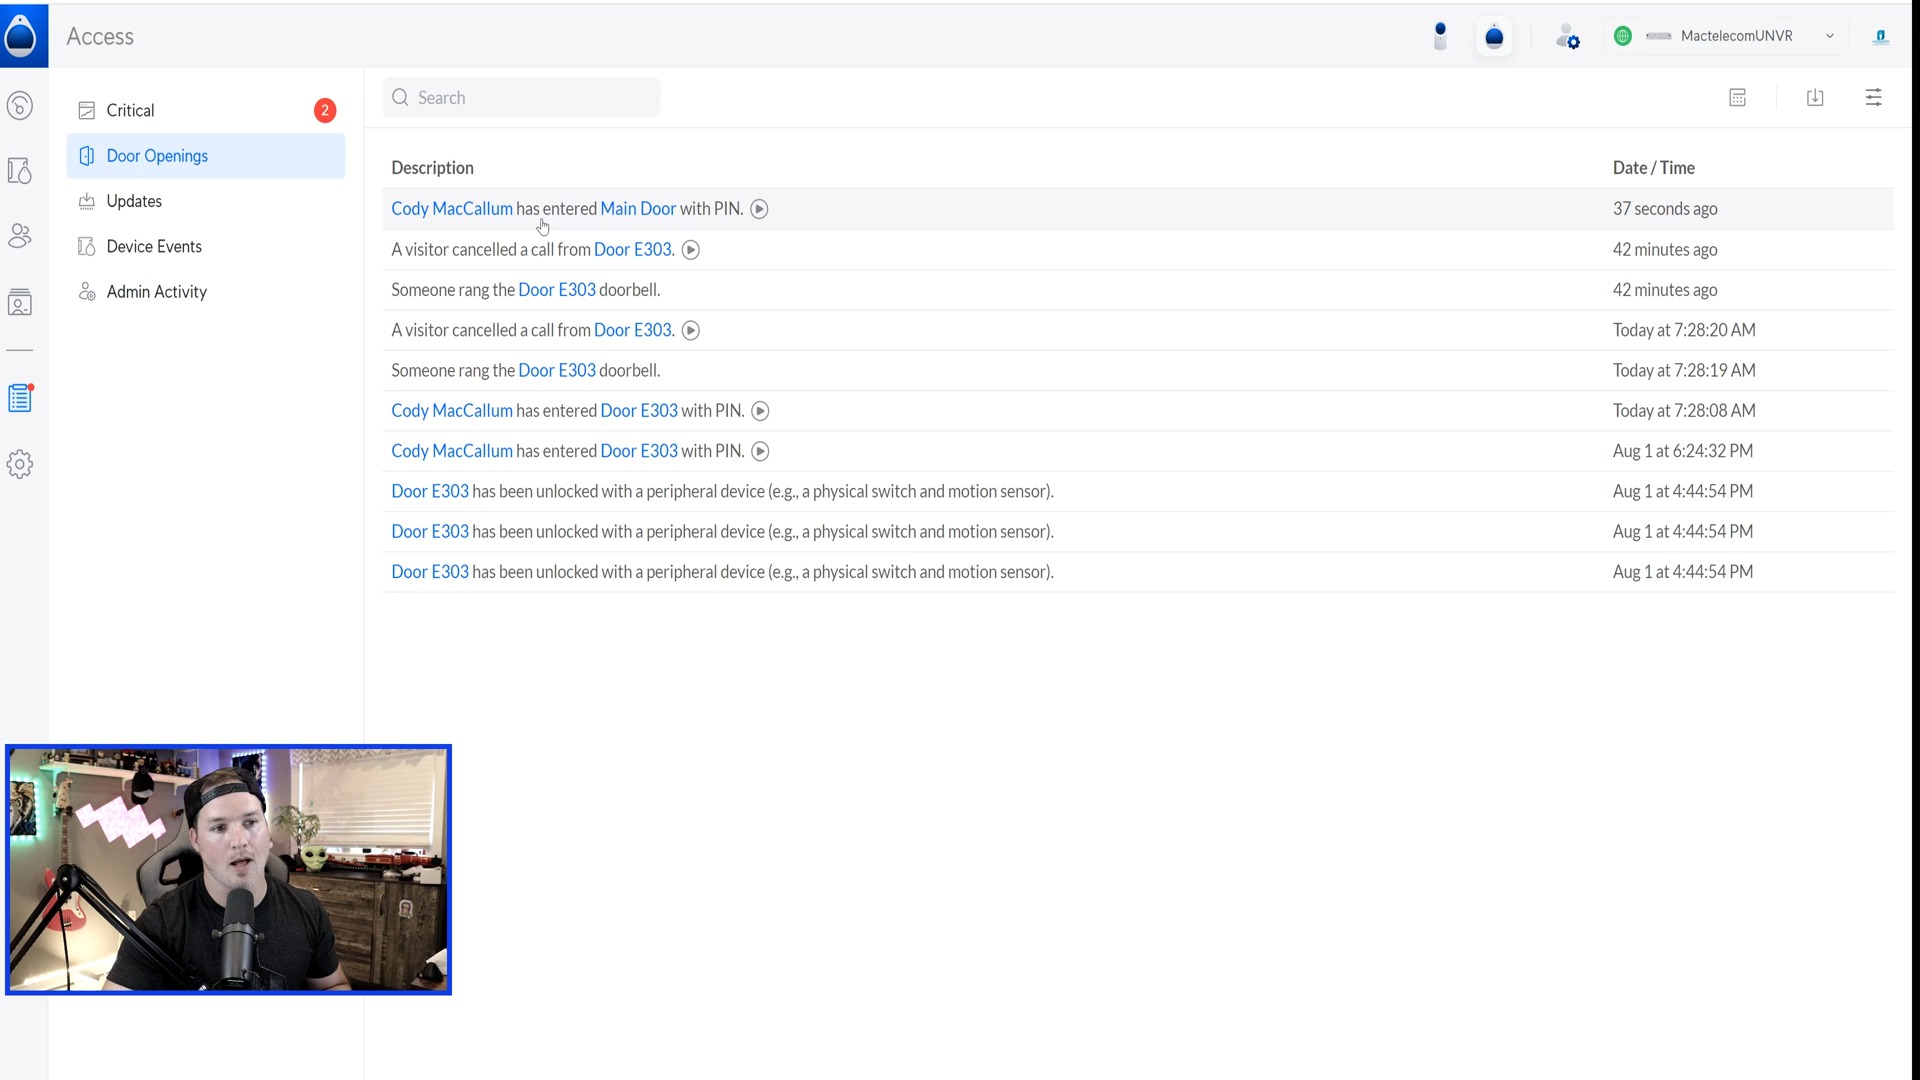 Access
MactelecomUNVR
Critical
2
Door Openings
Updates
Device Events
Admin Activity
Search
Description Date / Time
Cody MacCallum has entered Main Door with PIN. 37 seconds ago
A visitor cancelled a call from Door E303. 42 minutes ago
Someone rang the Door E303 doorbell. 42 minutes ago
A visitor cancelled a call from Door E303. Today at 7:28:20 AM
Someone rang the Door E303 doorbell. Today at 7:28:19 AM
Cody MacCallum has entered Door E303 with PIN. Today at 7:28:08 AM
Cody MacCallum has entered Door E303 with PIN. Aug 1 at 6:24:32 PM
Door E303 has been unlocked with a peripheral device (e.g., a physical switch and motion sensor). Aug 1 at 4:44:54 PM
Door E303 has been unlocked with a peripheral device (e.g., a physical switch and motion sensor). Aug 1 at 4:44:54 PM
Door E303 has been unlocked with a peripheral device (e.g., a physical switch and motion sensor). Aug 1 at 4:44:54 PM